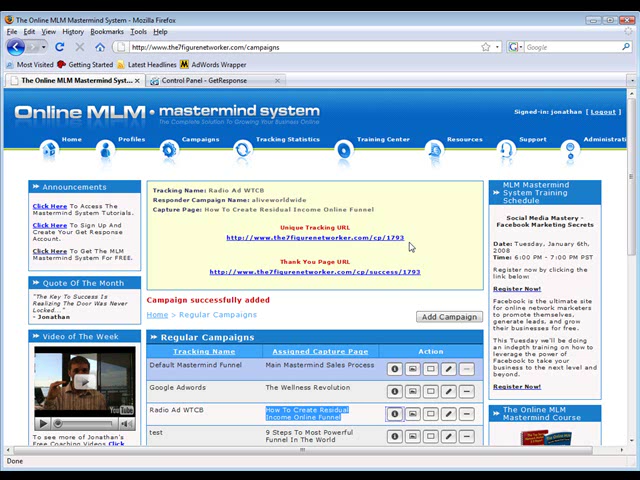 The Online MLM Mastermind System - Mozilla Firefox
File Edit View History Bookmarks Tools Help
http://www.the7figurenetworker.com/campaigns
Google
Most Visited Getting Started Latest Headlines AdWords Wrapper
The Online MLM Mastermind Syst...
Control Panel - GetResponse
Online MLM • mastermind system
The Complete Solution To Growing Your Business Online
Signed-in: jonathan [ Logout ]
Home Profiles Campaigns Tracking Statistics Training Center Resources Support Administrati
Announcements
Click Here To Access The
Mastermind System Tutorials.
Click Here To Sign Up And
Create Your Get Response
Account.
Click Here To Get The MLM
Mastermind System For FREE.
Quote Of The Month
"The Key To Success Is
Realizing The Door Was Never
Locked..."
- Jonathan
Video of The Week
You Tube
To see more of Jonathan's
Free Coaching Videos Click
Tracking Name: Radio Ad WTCB
Responder Campaign Name: aliveworldwide
Capture Page: How To Create Residual Income Online Funnel
Unique Tracking URL
http://www.the7figurenetworker.com/cp/1793
Thank You Page URL
http://www.the7figurenetworker.com/cp/success/1793
Campaign successfully added
Home > Regular Campaigns
Add Campaign
Regular Campaigns
Tracking Name Assigned Capture Page Action
Default Mastermind Funnel Main Mastermind Sales Process
Google Adwords The Wellness Revolution
Radio Ad WTCB How To Create Residual
Income Online Funnel
test 9 Steps To Most Powerful
Funnel In The World
MLM Mastermind
System Training
Schedule
Social Media Mastery -
Facebook Marketing Secrets
Date: Tuesday, January 6th,
2008
Time: 6:00 PM - 7:00 PM PST
Register now by clicking the
link below:
Register Now!
Facebook is the ultimate site
for online network marketers
to promote themselves,
generate leads, and grow
their businesses for free.
This Tuesday we'll be doing
an indepth training on how to
leverage the power of
Facebook to take your
business to the next level and
beyond.
Register Now!
The Online MLM
Mastermind System
Done